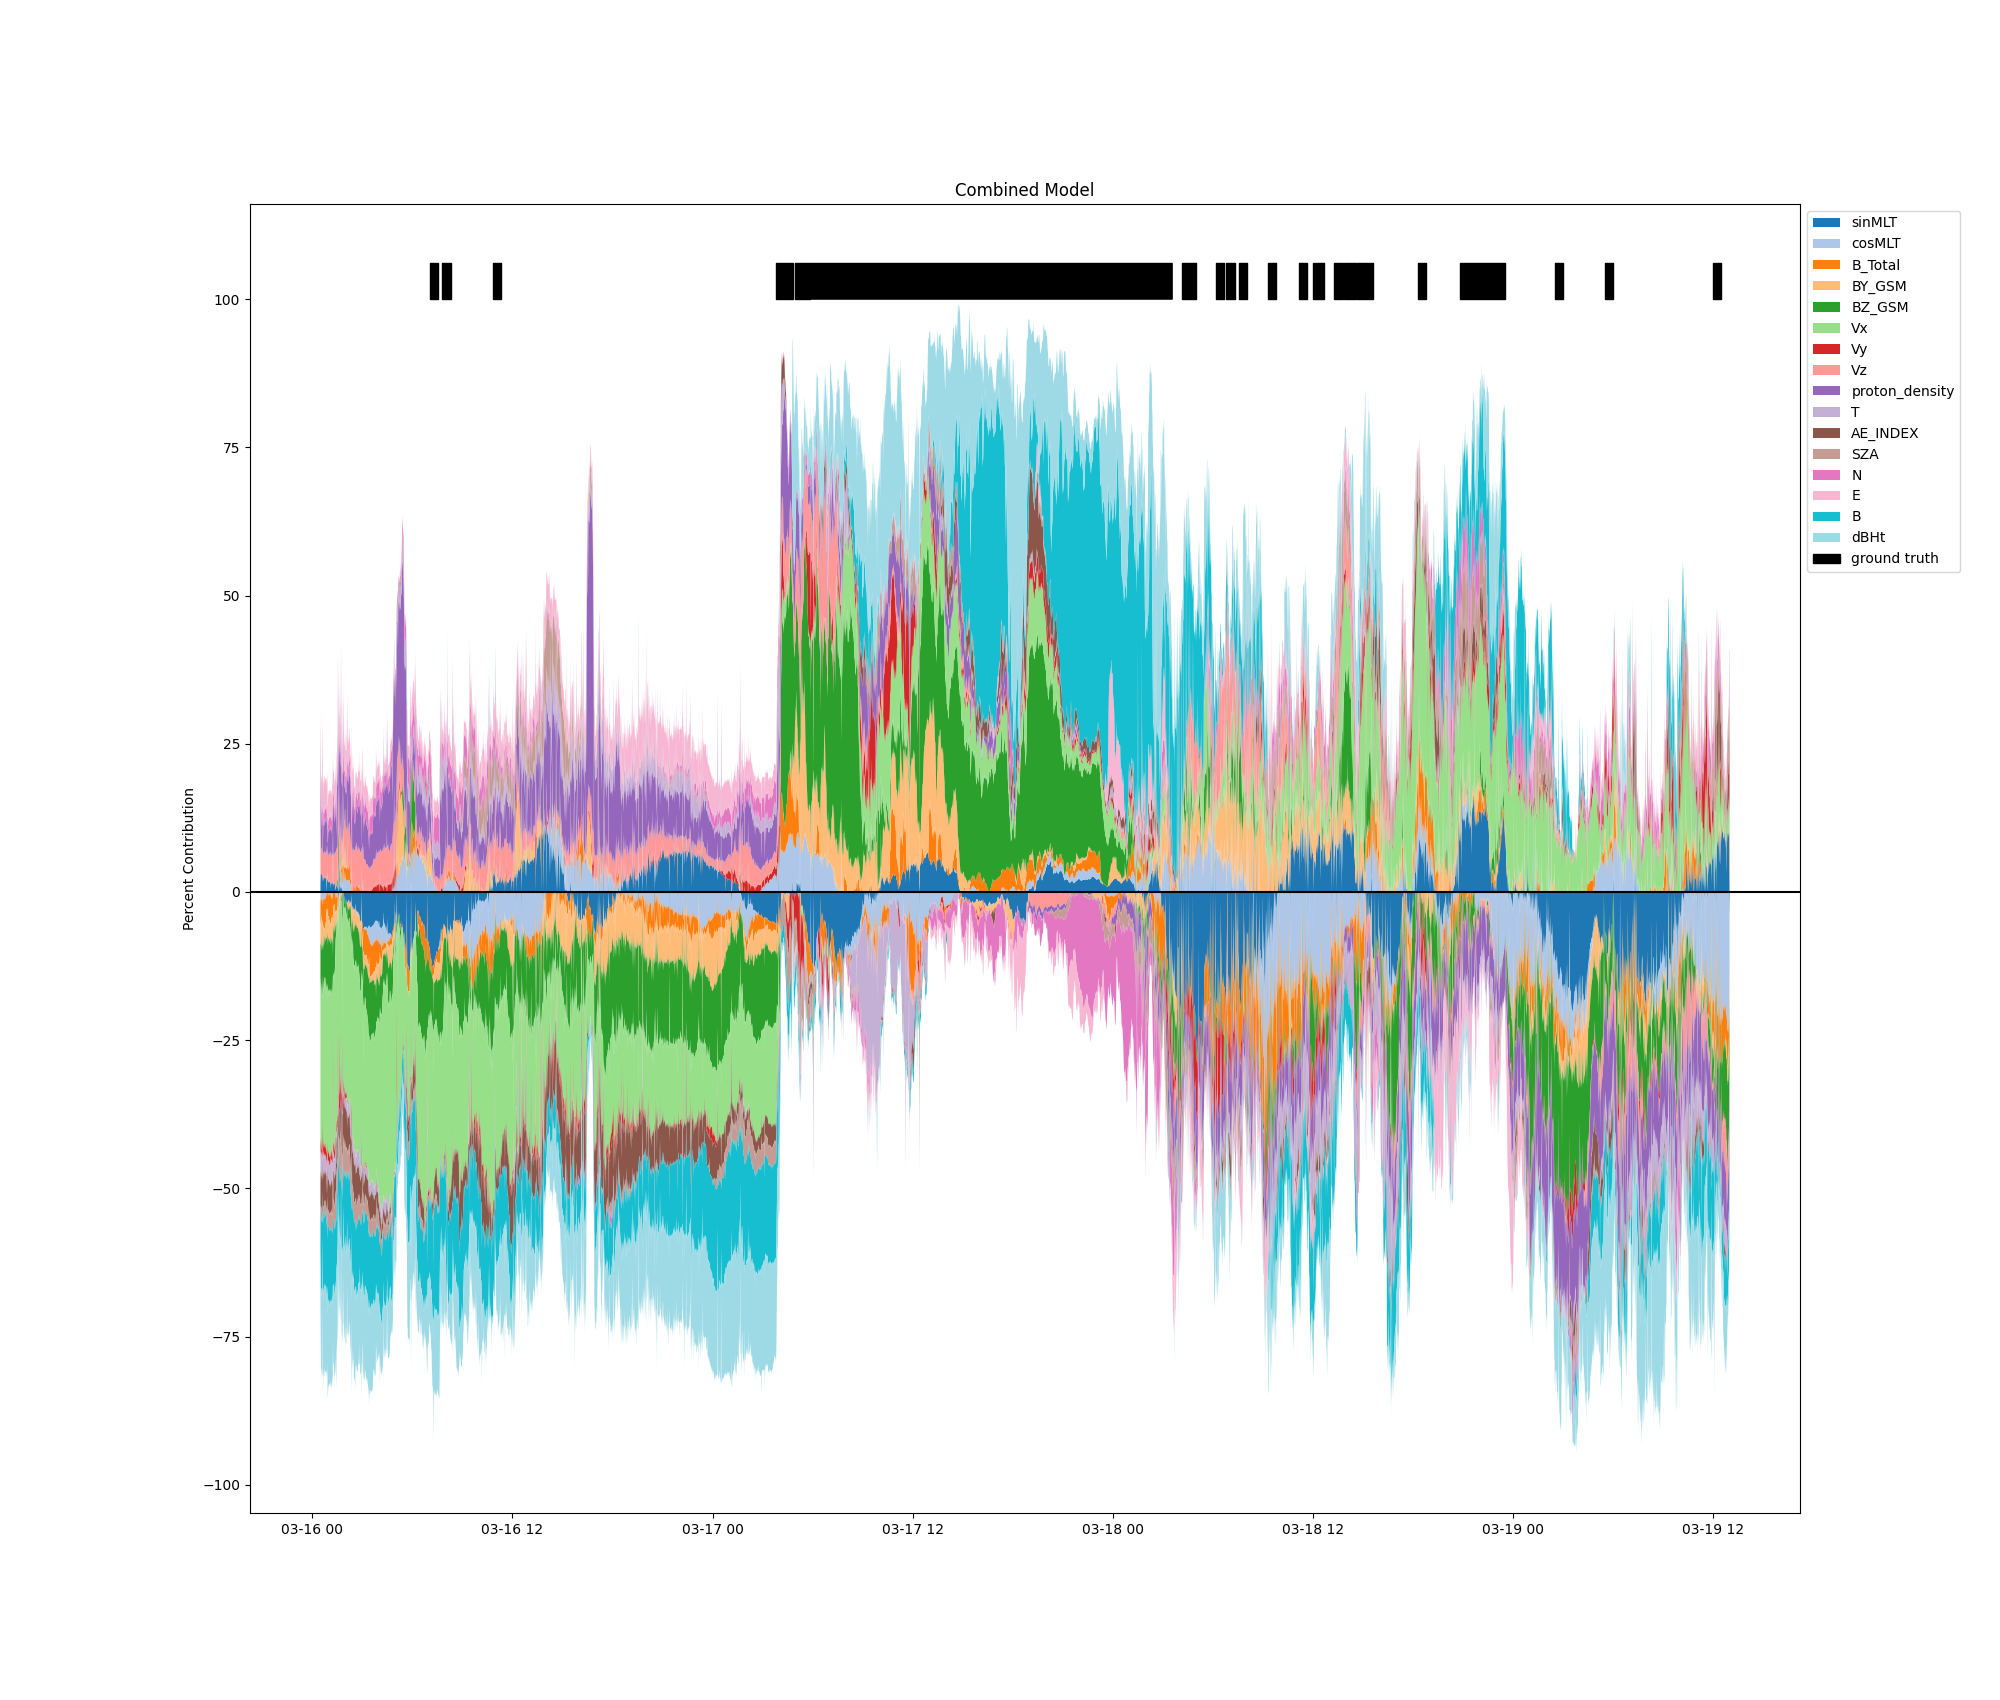 Combined Model
Percent Contribution
100
75
50
25
0
−25
−50
−75
−100
03-16 00
03-16 12
03-17 00
03-17 12
03-18 00
03-18 12
03-19 00
03-19 12
sinMLT
cosMLT
B_Total
BY_GSM
BZ_GSM
Vx
Vy
Vz
proton_density
T
AE_INDEX
SZA
N
E
B
dBHt
ground truth